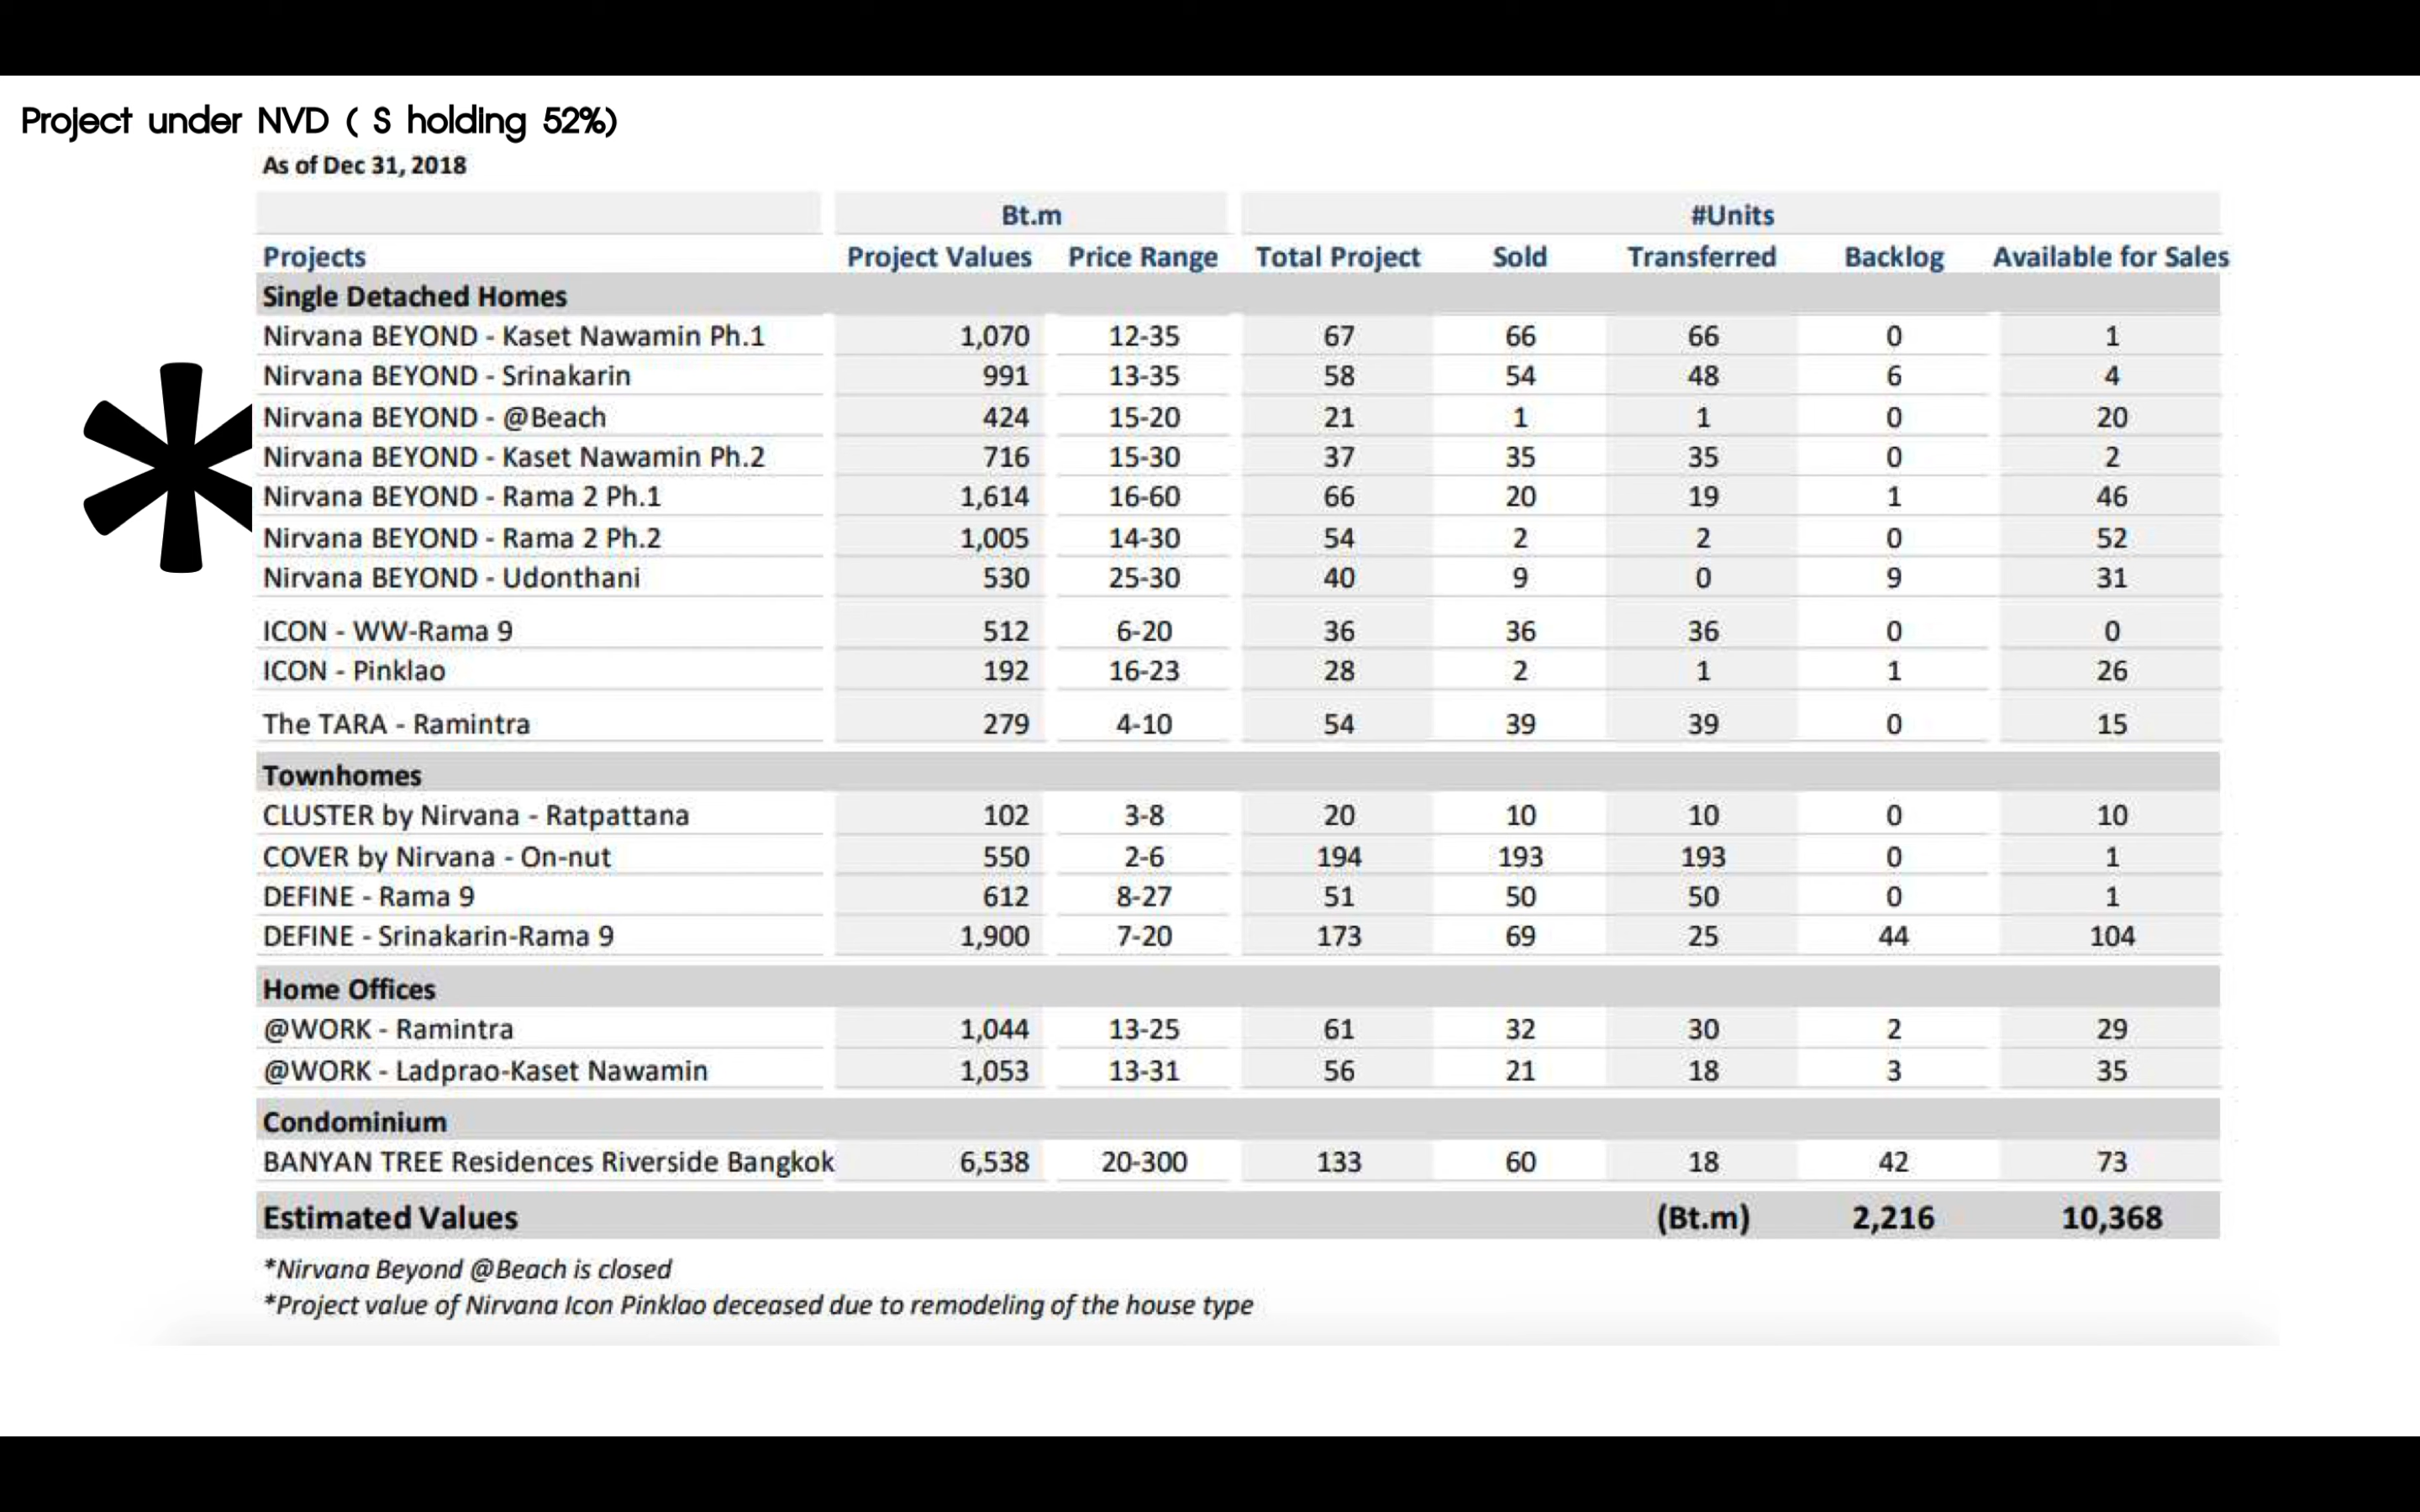 Project under NVD ( S holding 52%)
As of Dec 31, 2018
Bt.m #Units
Projects Project Values Price Range Total Project Sold Transferred Backlog Available for Sales
Single Detached Homes
Nirvana BEYOND - Kaset Nawamin Ph.1 1,070 12-35 67 66 66 0 1
Nirvana BEYOND - Srinakarin 991 13-35 58 54 48 6 4
Nirvana BEYOND - @Beach 424 15-20 21 1 1 0 20
Nirvana BEYOND - Kaset Nawamin Ph.2 716 15-30 37 35 35 0 2
Nirvana BEYOND - Rama 2 Ph.1 1,614 16-60 66 20 19 1 46
Nirvana BEYOND - Rama 2 Ph.2 1,005 14-30 54 2 2 0 52
Nirvana BEYOND - Udonthani 530 25-30 40 9 0 9 31
ICON - WW-Rama 9 512 6-20 36 36 36 0 0
ICON - Pinklao 192 16-23 28 2 1 1 26
The TARA - Ramintra 279 4-10 54 39 39 0 15
Townhomes
CLUSTER by Nirvana - Ratpattana 102 3-8 20 10 10 0 10
COVER by Nirvana - On-nut 550 2-6 194 193 193 0 1
DEFINE - Rama 9 612 8-27 51 50 50 0 1
DEFINE - Srinakarin-Rama 9 1,900 7-20 173 69 25 44 104
Home Offices
@WORK - Ramintra 1,044 13-25 61 32 30 2 29
@WORK - Ladprao-Kaset Nawamin 1,053 13-31 56 21 18 3 35
Condominium
BANYAN TREE Residences Riverside Bangkok 6,538 20-300 133 60 18 42 73
Estimated Values (Bt.m) 2,216 10,368
*Nirvana Beyond @Beach is closed
*Project value of Nirvana Icon Pinklao deceased due to remodeling of the house type
*